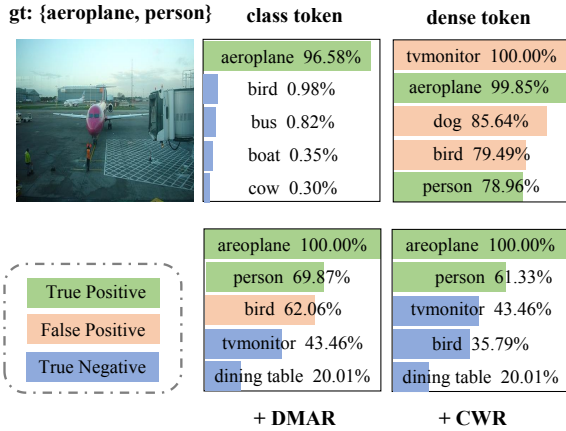 gt: {aeroplane, person}
class token
dense token
aeroplane 96.58%
bird 0.98%
bus 0.82%
boat 0.35%
cow 0.30%
tvmonitor 100.00%
aeroplane 99.85%
dog 85.64%
bird 79.49%
person 78.96%
True Positive
False Positive
True Negative
areoplane 100.00%
person 69.87%
bird 62.06%
tvmonitor 43.46%
dining table 20.01%
areoplane 100.00%
person 61.33%
tvmonitor 43.46%
bird 35.79%
dining table 20.01%
+ DMAR
+ CWR